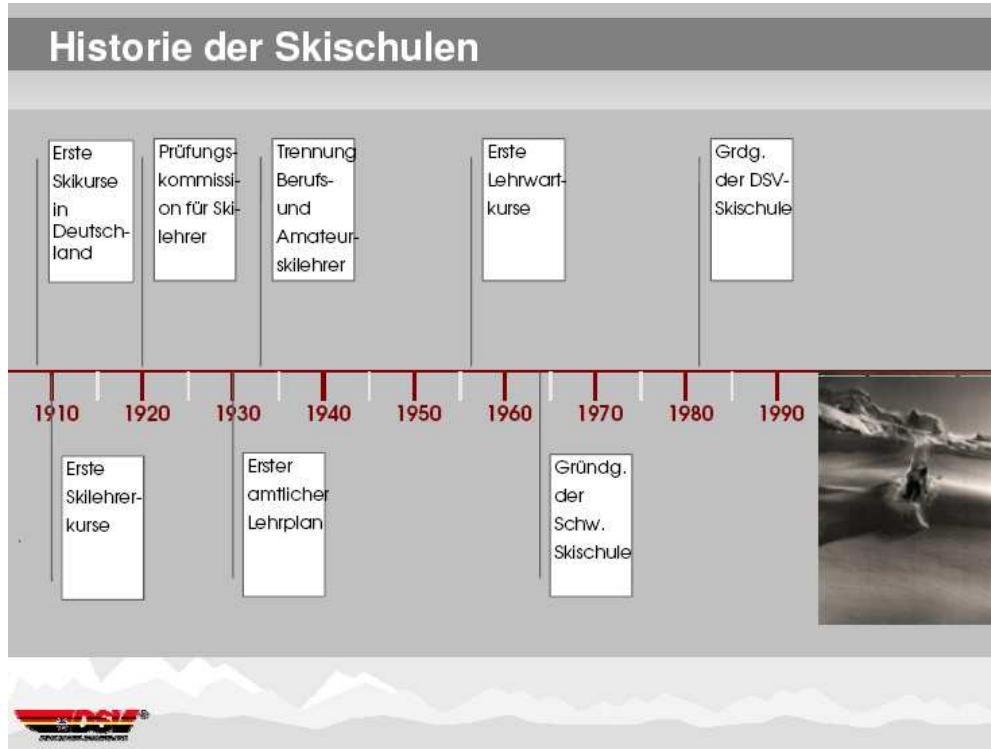 Historie der Skischulen
Erste
Skikurse
in
Deutsch-
land
Prüfungs-
kommissi-
on für Ski-
lehrer
Trennung
Berufs-
und
Amateur-
skilehrer
Erste
Lehrwart-
kurse
Grdg.
der DSV-
Skischule
1910 1920 1930 1940 1950 1960 1970 1980 1990
Erste
Skilehrer-
kurse
Erster
amtlicher
Lehrplan
Gründg.
der
Schw.
Skischule
DSV